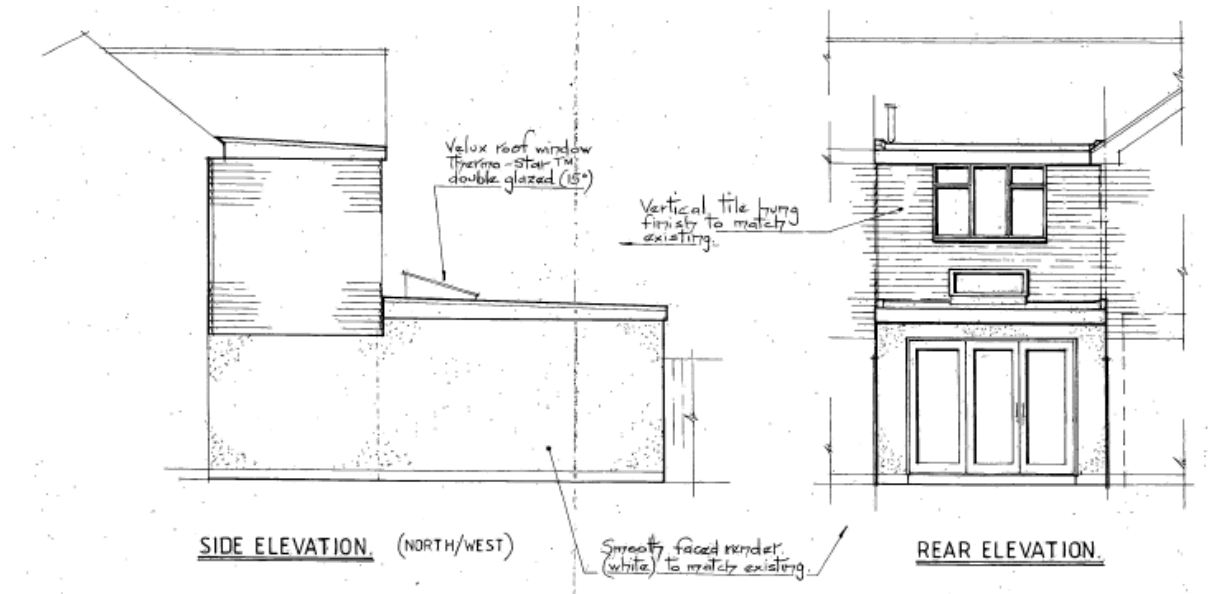 Velux roof window
Thermo-Star™
double glazed (15°)
Vertical tile hung
finish to match
existing.
SIDE ELEVATION. (NORTH/WEST)
Smooth faced render.
(white) to match existing.
REAR ELEVATION.